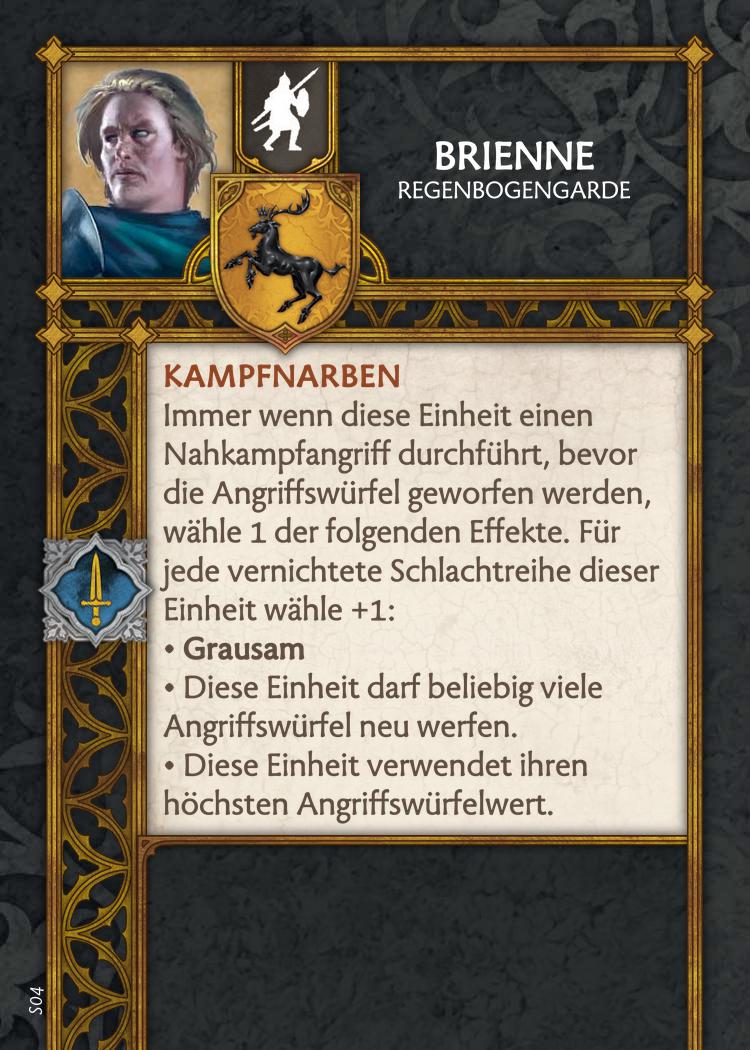 BRIENNE
REGENBOGENGARDE
KAMPFNARBEN
Immer wenn diese Einheit einen
Nahkampfangriff durchführt, bevor
die Angriffswürfel geworfen werden,
wähle 1 der folgenden Effekte. Für
jede vernichtete Schlachtreihe dieser
Einheit wähle +1:
• Grausam
• Diese Einheit darf beliebig viele
Angriffswürfel neu werfen.
• Diese Einheit verwendet ihren
höchsten Angriffswürfelwert.
S04